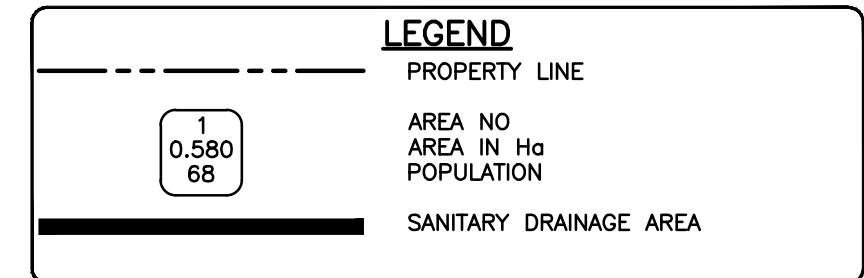 LEGEND
PROPERTY LINE
1
0.580
68
AREA NO
AREA IN Ha
POPULATION
SANITARY DRAINAGE AREA